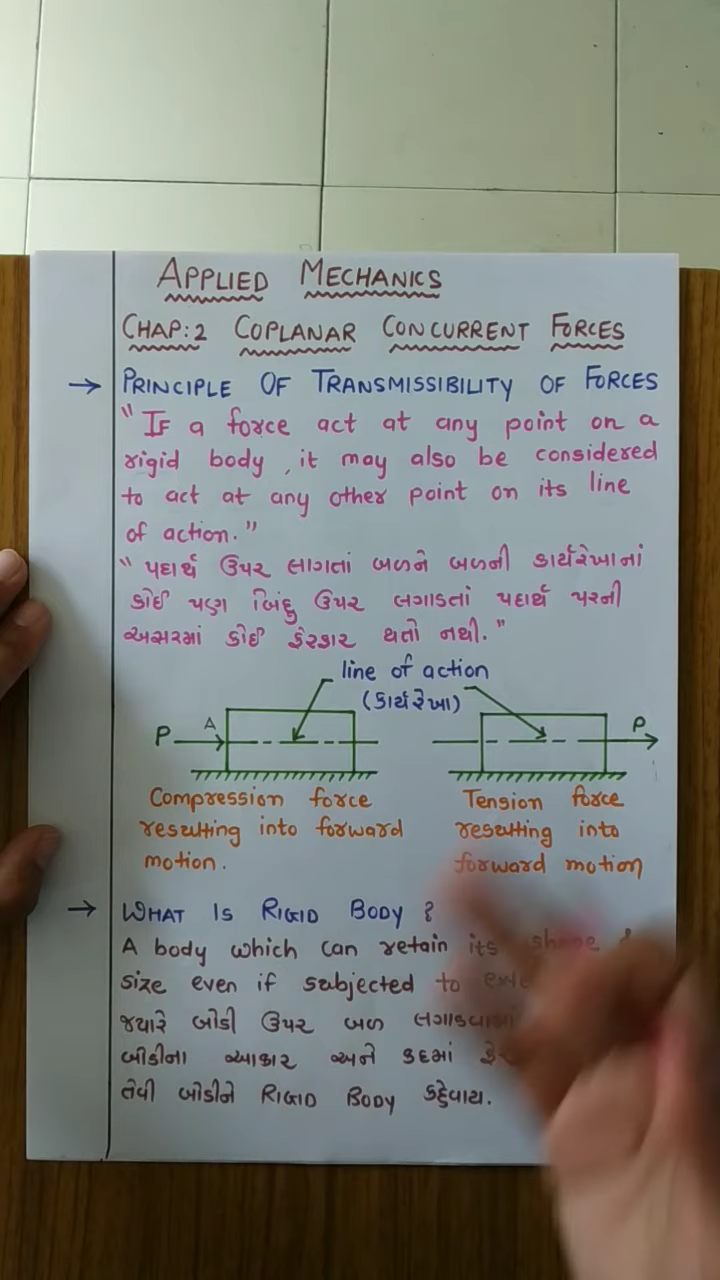 APPLIED MECHANICS
CHAP:2 COPLANAR CONCURRENT FORCES
→ PRINCIPLE OF TRANSMISSIBILITY OF FORCES
"IF a force act at any point on a
rigid body, it may also be considered
to act at any other point on its line
of action."
"પદાર્થ ઉપર લાગતાં બળને બળની કાર્યરેખાનાં
કોઈ પણ બિંદુ ઉપર લગાડતાં પદાર્થ પરની
અસરમાં કોઈ ફેરફાર થતો નથી."
line of action
(કાર્યરેખા)
P A
P
Compression force
resulting into forward
motion.
Tension force
resulting into
forward motion
→ WHAT IS RIGID BODY ?
A body which can retain its shape
size even if subjected to
જ્યારે બોડી ઉપર બળ
બોડીના આકાર અને કદમાં
તેવી બોડીને RIGID BODY કહેવાય.